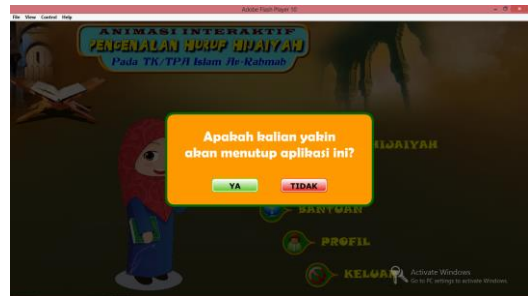 Adobe Flash Player 10
File View Control Help
ANIMASI INTERAKTIF
PENGENALAN HURUF HIJAIYAH
Pada TK/TPA Islam Ar-Rahmah
HIJAIYAH
Apakah kalian yakin
akan menutup aplikasi ini?
YA TIDAK
BANTUAN
PROFIL
KELUAR
Activate Windows
Go to PC settings to activate Windows.